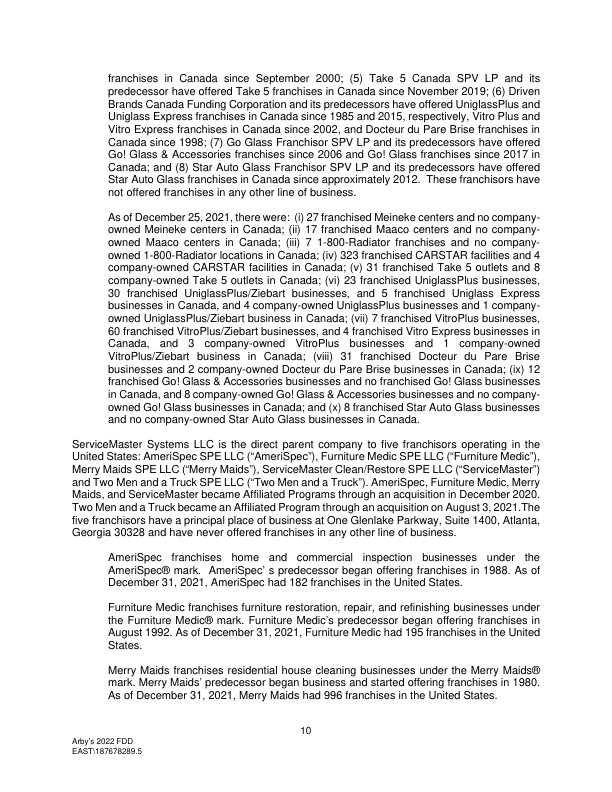 franchises in Canada since September 2000; (5) Take 5 Canada SPV LP and its
predecessor have offered Take 5 franchises since November 2019; (6) Driven
Brands Canada Funding Corporation and its predecessors have offered UniglassPlus and
Uniglass Express franchises in Canada since 1985 and 2015, respectively, Vitro Plus and
Vitro Express franchises in Canada since 2002, and Docteur du Pare Brise franchises in
Canada since 1998; (7) Go Glass Franchisor SPV LP and its predecessors have offered
Go! Glass & Accessories franchises since 2006 and Go! Glass franchises since 2017 in
Canada; and (8) Star Auto Glass Franchisor SPV LP and its predecessors have offered
Star Auto Glass franchises in Canada since approximately 2012.  These franchisors have
not offered franchises in any other line of business.

As of December 25, 2021, there were:  (i) 27 franchised Meineke centers and no company-
owned Meineke centers in Canada; (ii) 17 franchised Maaco centers and no company-
owned Maaco centers in Canada; (iii) 7 1-800-Radiator franchises and no company-
owned 1-800-Radiator locations in Canada; (iv) 323 franchised CARSTAR facilities and 4
company-owned CARSTAR facilities in Canada; (v) 31 franchised Take 5 outlets and 8
company-owned Take 5 outlets in Canada; (vi) 23 franchised UniglassPlus businesses,
30 franchised UniglassPlus/Ziebart businesses, and 5 franchised Uniglass Express
businesses in Canada, and 4 company-owned UniglassPlus businesses and 1 company-
owned UniglassPlus/Ziebart business in Canada; (vii) 7 franchised VitroPlus businesses,
60 franchised VitroPlus/Ziebart businesses, and 4 franchised Vitro Express businesses in
Canada, and 3 company-owned VitroPlus businesses and 1 company-owned
VitroPlus/Ziebart business in Canada; (viii) 31 franchised Docteur du Pare Brise
businesses and 2 company-owned Docteur du Pare Brise businesses in Canada; (ix) 12
franchised Go! Glass & Accessories businesses and no franchised Go! Glass businesses
in Canada, and 8 company-owned Go! Glass & Accessories businesses and no company-
owned Go! Glass businesses in Canada; and (x) 8 franchised Star Auto Glass businesses
and no company-owned Star Auto Glass businesses in Canada.

ServiceMaster Systems LLC is the direct parent company to five franchisors operating in the
United States: AmeriSpec SPE LLC (“AmeriSpec”), Furniture Medic SPE LLC (“Furniture Medic”),
Merry Maids SPE LLC (“Merry Maids”), ServiceMaster Clean/Restore SPE LLC (“ServiceMaster”)
and Two Men and a Truck SPE LLC (“Two Men and a Truck”). AmeriSpec, Furniture Medic, Merry
Maids, and ServiceMaster became Affiliated Programs through an acquisition in December 2020.
Two Men and a Truck became an Affiliated Program through an acquisition on August 3, 2021.The
five franchisors have a principal place of business at One Glenlake Parkway, Suite 1400, Atlanta,
Georgia 30328 and have never offered franchises in any other line of business.

AmeriSpec franchises home and commercial inspection businesses under the
AmeriSpec® mark.  AmeriSpec’ s predecessor began offering franchises in 1988. As of
December 31, 2021, AmeriSpec had 182 franchises in the United States.

Furniture Medic franchises furniture restoration, repair, and refinishing businesses under
the Furniture Medic® mark. Furniture Medic’s predecessor began offering franchises in
August 1992. As of December 31, 2021, Furniture Medic had 195 franchises in the United
States.

Merry Maids franchises residential house cleaning businesses under the Merry Maids®
mark. Merry Maids’ predecessor began business and started offering franchises in 1980.
As of December 31, 2021, Merry Maids had 996 franchises in the United States.

10
Arby’s 2022 FDD
EAST\187678289.5